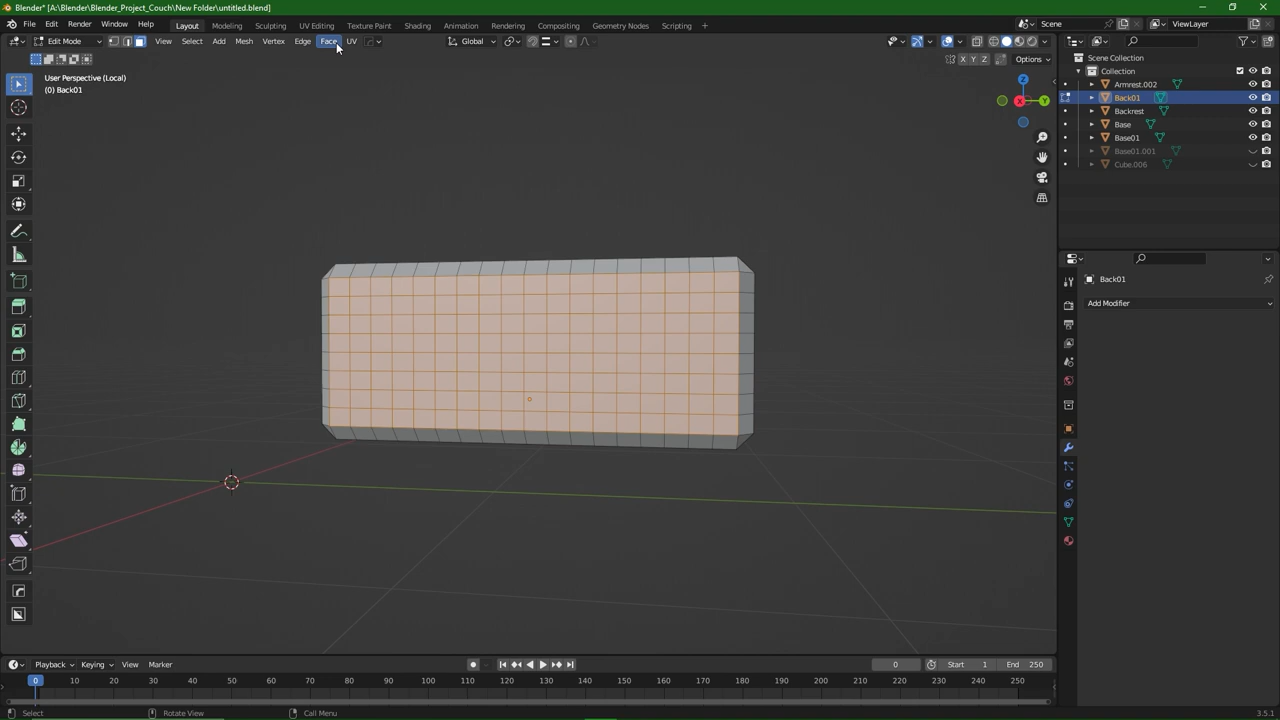 Blender* [A:\Blender\Blender_Project_Couch\New Folder\untitled.blend]
File Edit Render Window Help Layout Modeling Sculpting UV Editing Texture Paint Shading Animation Rendering Compositing Geometry Nodes Scripting + Scene ViewLayer
Edit Mode View Select Add Mesh Vertex Edge Face UV Global
X Y Z Options
User Perspective (Local)
(0) Back01
Z
X Y
Scene Collection
Collection
Armrest.002
Back01
Backrest
Base
Base01
Base01.001
Cube.006
Back01
Add Modifier
Playback Keying View Marker 0 Start 1 End 250
0 10 20 30 40 50 60 70 80 90 100 110 120 130 140 150 160 170 180 190 200 210 220 230 240 250
Select Rotate View Call Menu 3.5.1